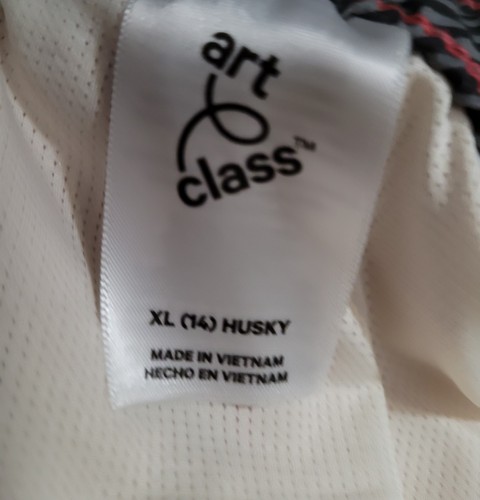 art
class™
XL (14) HUSKY
MADE IN VIETNAM
HECHO EN VIETNAM